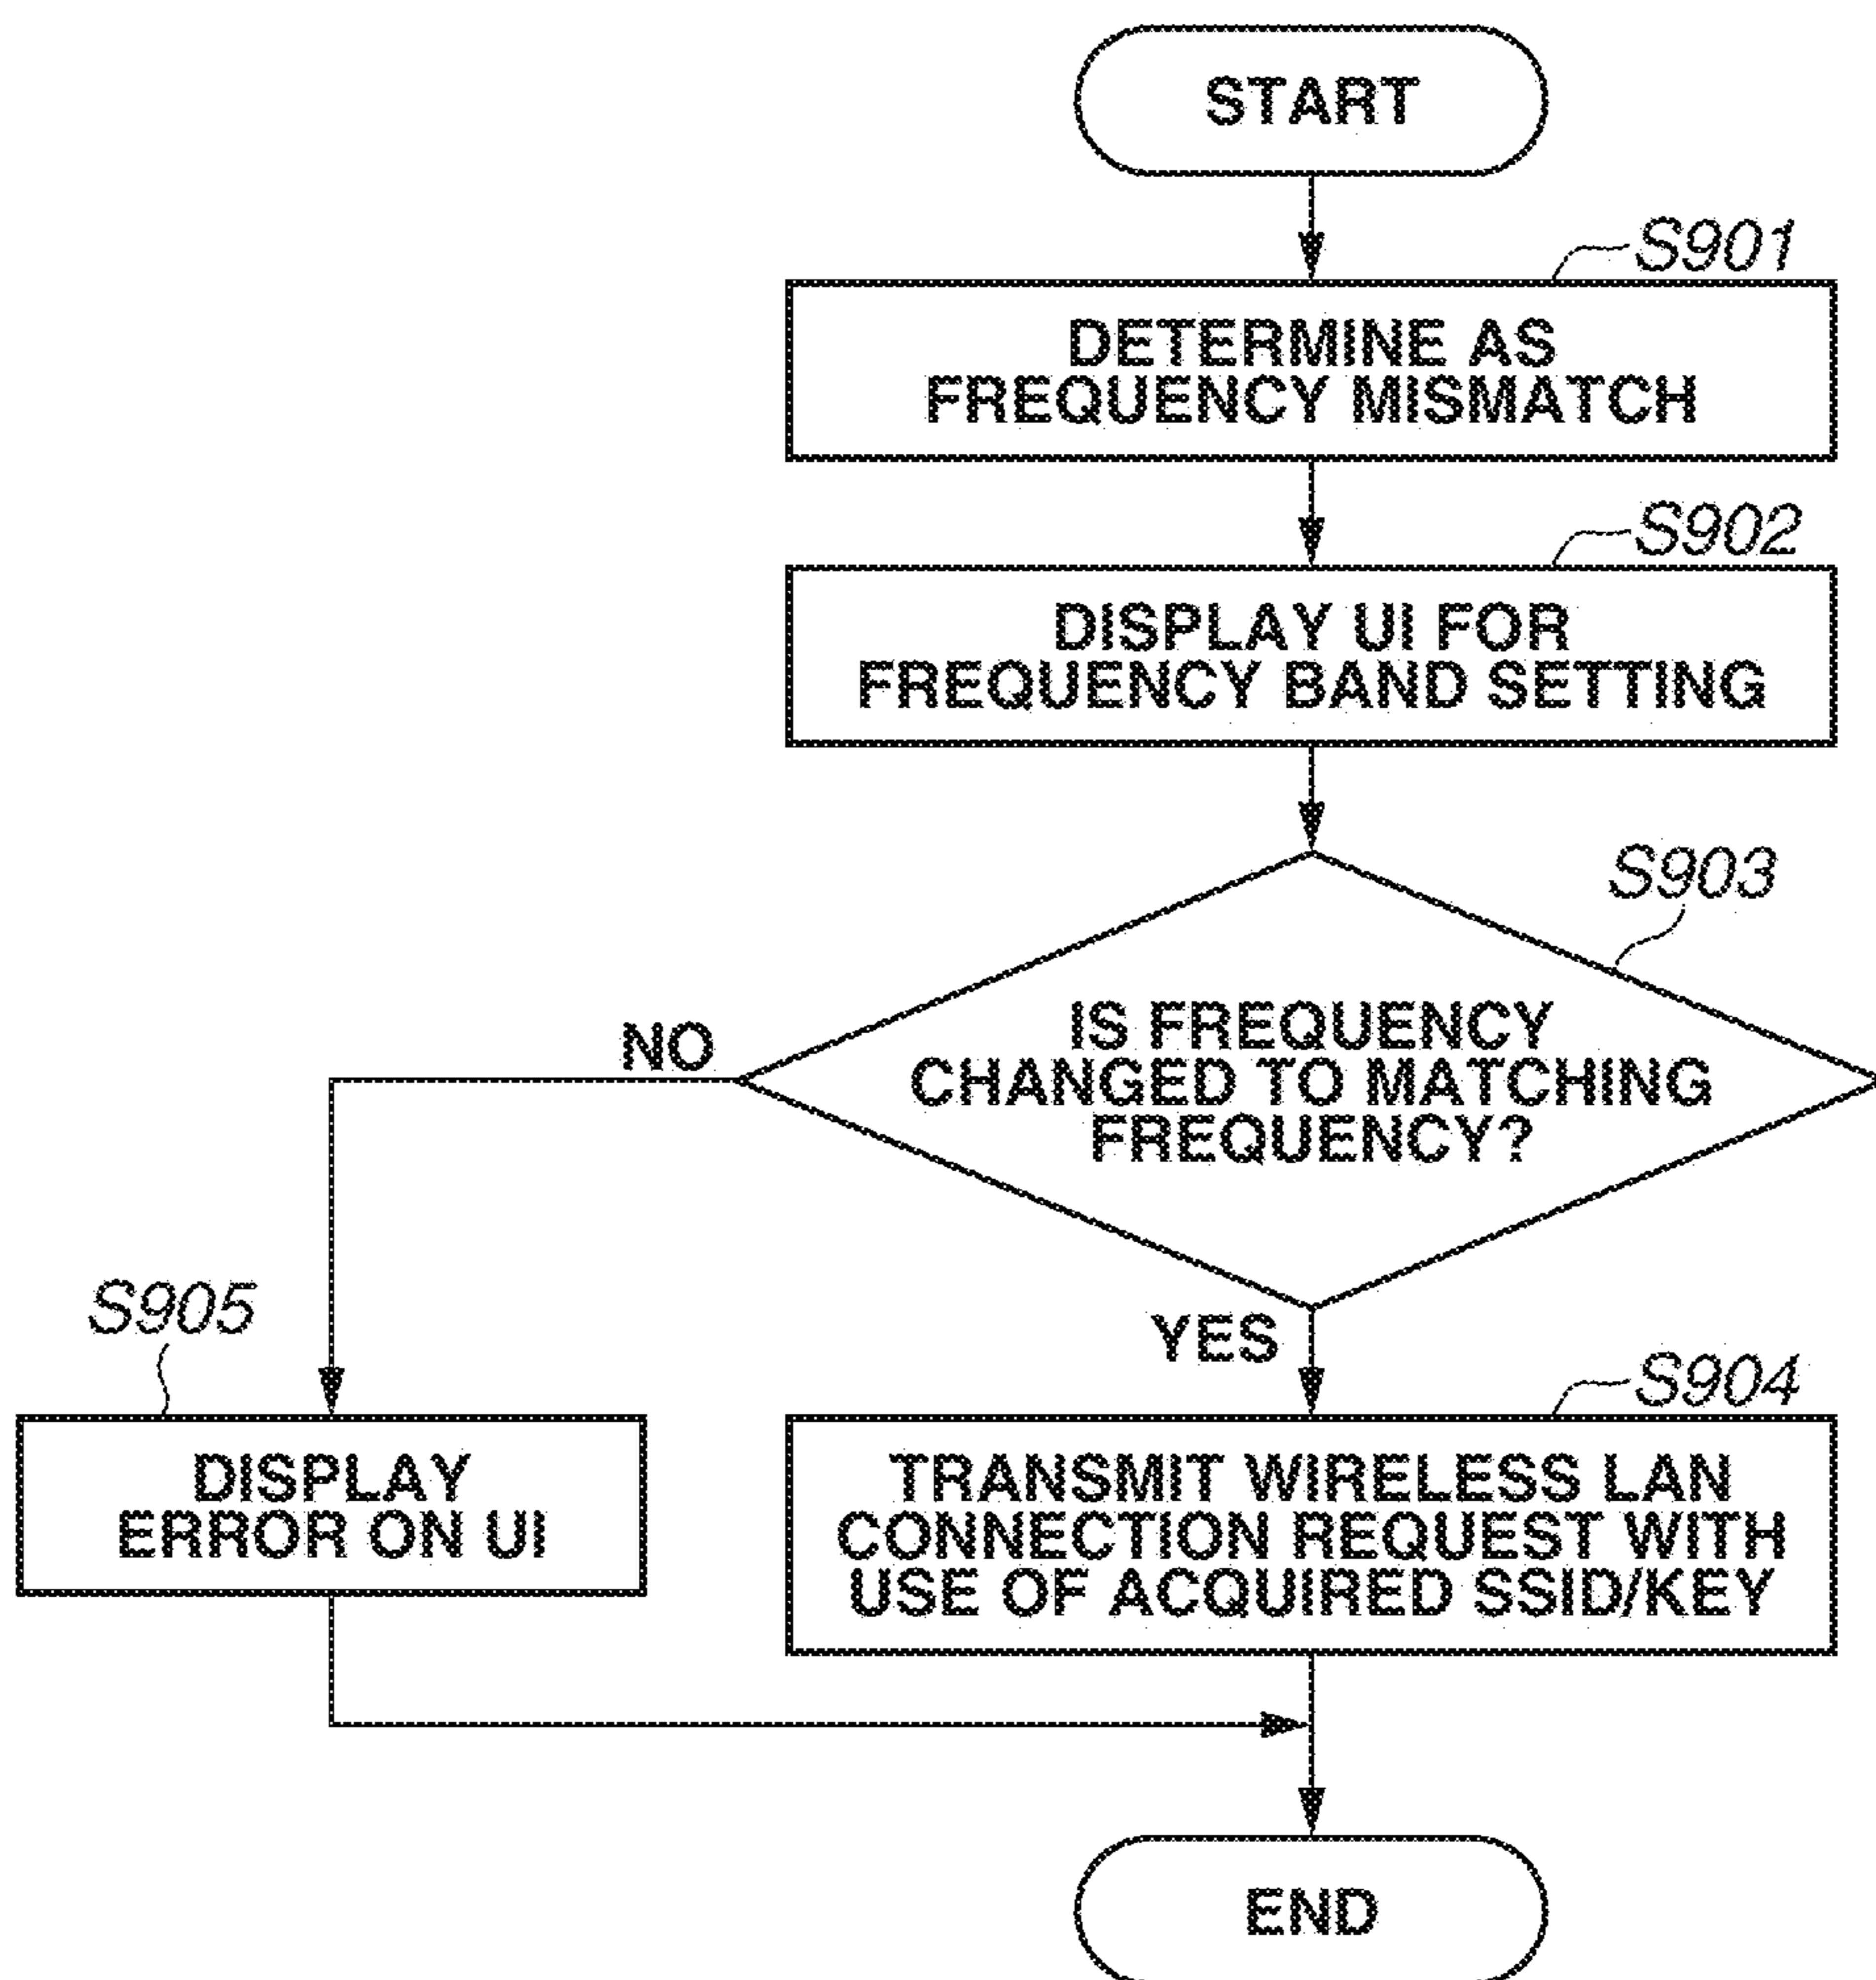 START
S901
DETERMINE AS
FREQUENCY MISMATCH
S902
DISPLAY UI FOR
FREQUENCY BAND SETTING
S903
IS FREQUENCY
CHANGED TO MATCHING
FREQUENCY?
NO
YES
S905
DISPLAY
ERROR ON UI
S904
TRANSMIT WIRELESS LAN
CONNECTION REQUEST WITH
USE OF ACQUIRED SSID/KEY
END